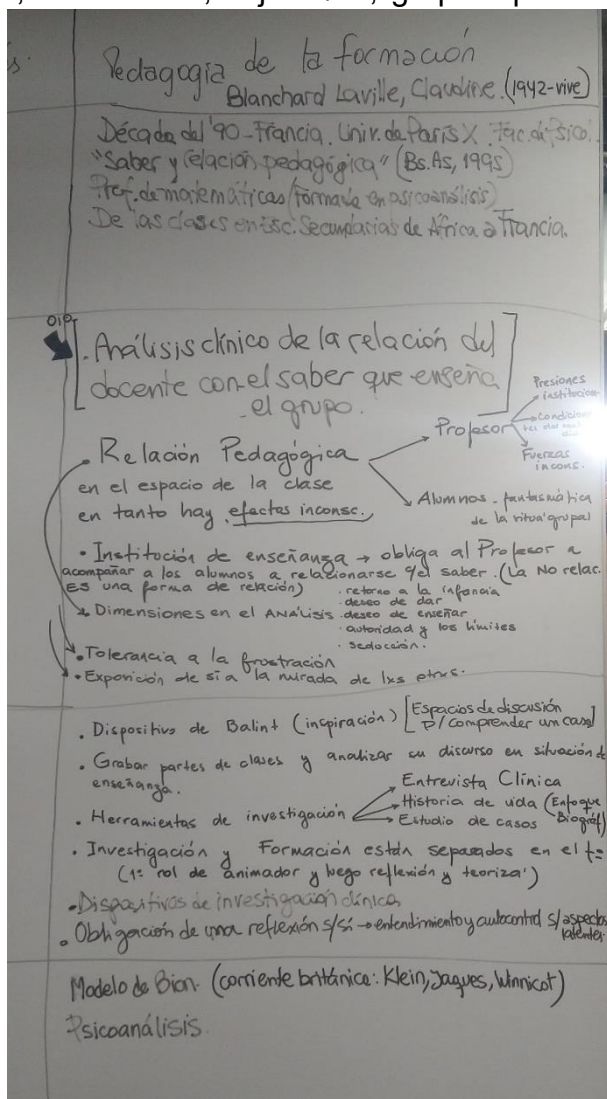 Pedagogía de la formación
Blanchard Laville, Claudine. (1942-vive)
Década del '90 - Francia. Univ. de Paris X. Fac. de Psico.
"Saber y relación pedagógica" (Bs. As, 1995)
Prof. de matemáticas (formada en psicoanálisis)
De las clases en Esc. Secundarias de África a Francia.
. Análisis clínico de la relación del
docente con el saber que enseña
- el grupo.
Presiones
institucion
Profesor
Fuerzas
incons.
. Relación Pedagógica
en el espacio de la clase
en tanto hay efectos inconsc.,
Alumnos - fantasmática
grupal
• Institución de enseñanza → obliga al Profesor a
acompañar a los alumnos a relacionarse c/el saber. (La No relac.
Es una forma de relación)
. retorno a la infancia
. deseo de dar
Dimensiones en el Análisis . deseo de enseñar
. autoridad y los límites
. seducción.
• Tolerancia a la frustración
• Exposición de sí a la mirada de lxs otrxs.
. Dispositivo de Balint (inspiración) [Espacios de discusión
p/comprender un caso]
. Grabar partes de clases y analizar su discurso en situación d
enseñanza.
. Herramientas de investigación
Entrevista Clínica
Historia de vida (Enfoque
Biográf)
Estudio de casos
. Investigación y Formación están separados en el t=
(1º rol de animador y luego reflexión y teoriza')
• Dispositivos de investigación clínica
• Obligación de una reflexión s/sí → entendimiento y autocontrol s/aspectos
latentes
Modelo de Bion. (corriente británica: Klein, Jaques, Winnicot)
Psicoanálisis.